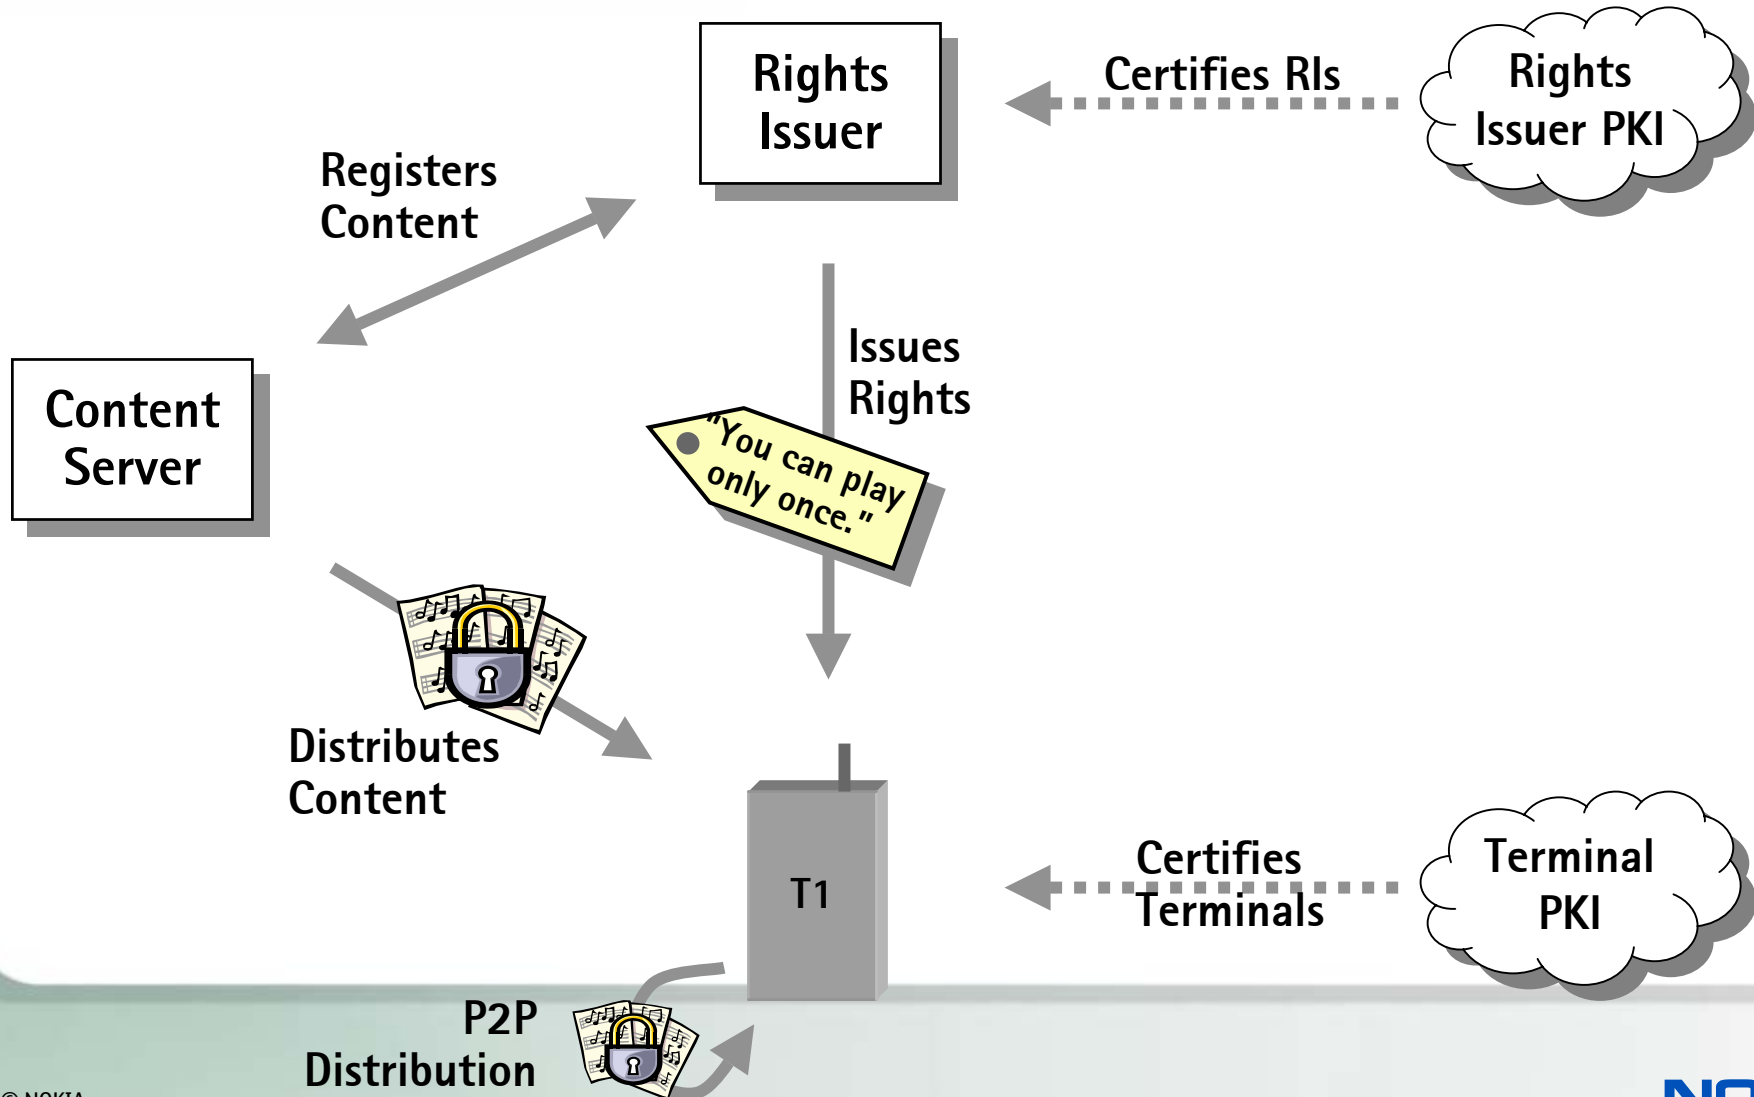 Rights
Issuer
Certifies RIs
Rights
Issuer PKI
Registers
Content
Issues
Rights
Content
Server
"You can play
only once."
Distributes
Content
T1
Certifies
Terminals
Terminal
PKI
P2P
Distribution
© NOKIA